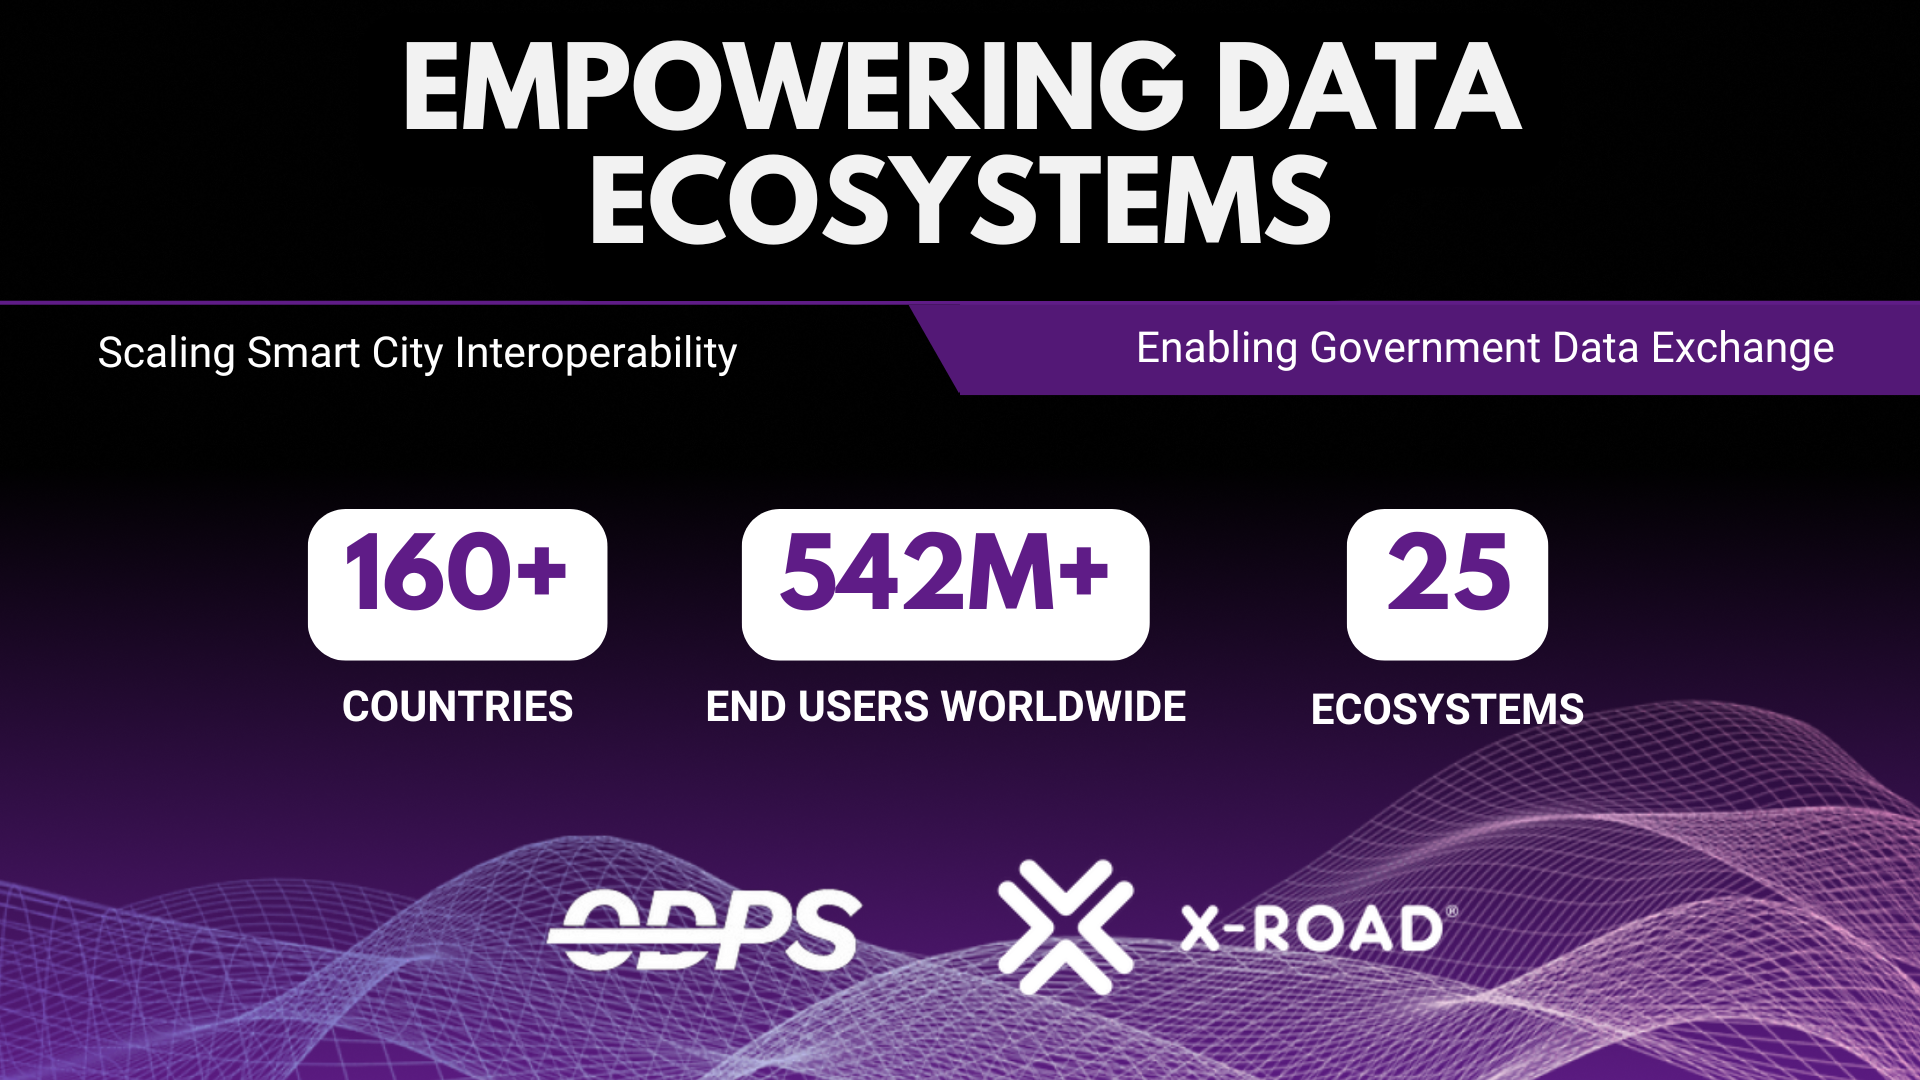 EMPOWERING DATA
ECOSYSTEMS
Scaling Smart City Interoperability
Enabling Government Data Exchange
160+
542M+
25
COUNTRIES
END USERS WORLDWIDE
ECOSYSTEMS
ODPS
X-ROAD®